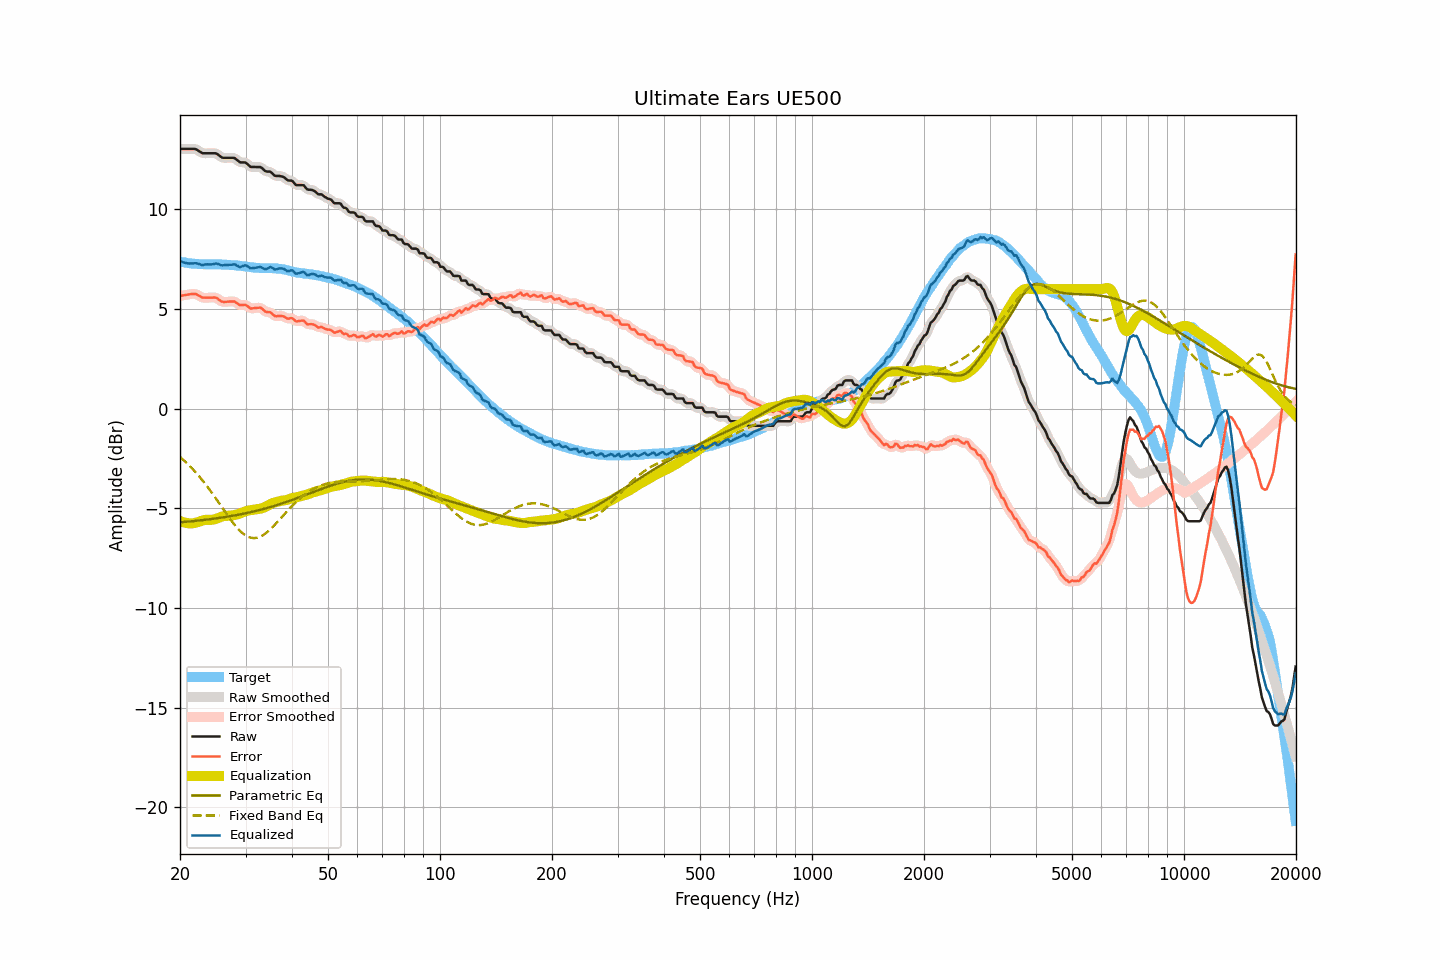 Ultimate Ears UE500
Amplitude (dBr)
10
5
0
−5
−10
−15
−20
Target
Raw Smoothed
Error Smoothed
Raw
Error
Equalization
Parametric Eq
Fixed Band Eq
Equalized
20 50 100 200 500 1000 2000 5000 10000 20000
Frequency (Hz)